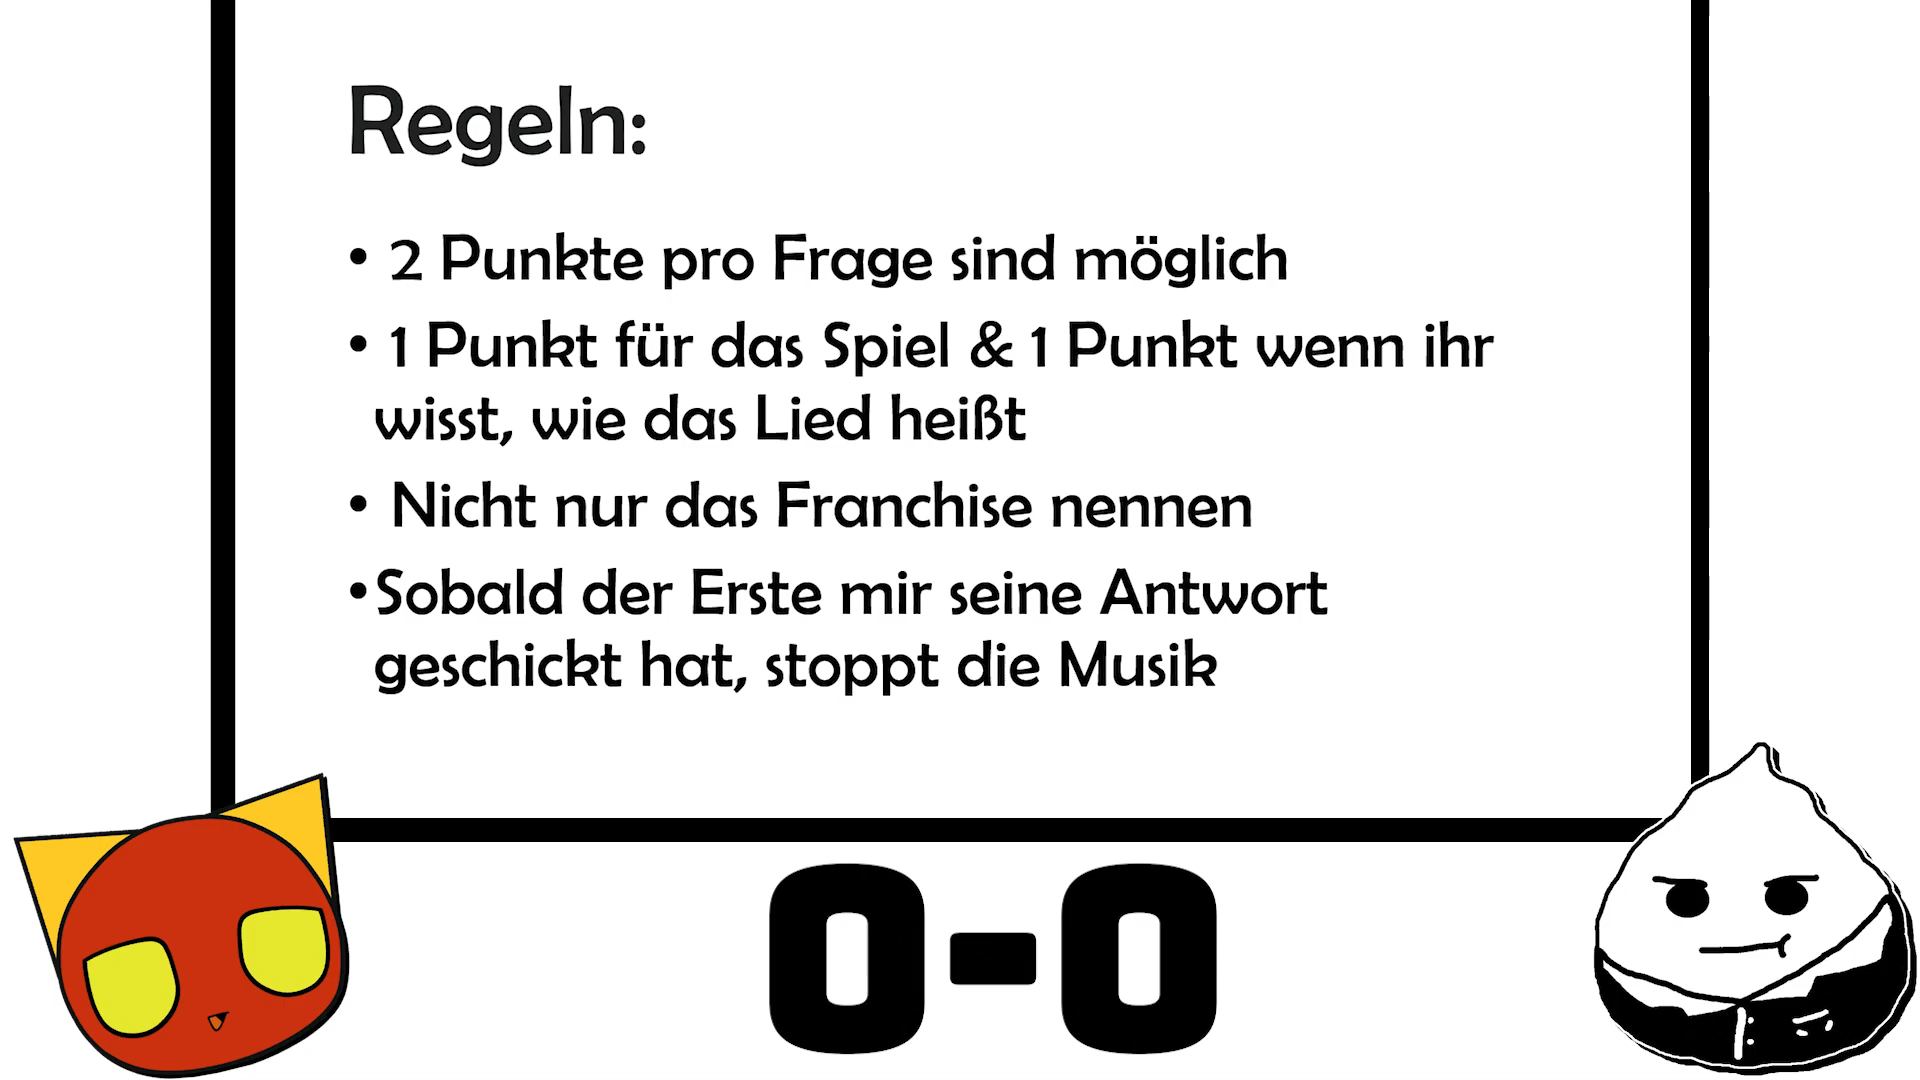 Regeln:
• 2 Punkte pro Frage sind möglich
• 1 Punkt für das Spiel & 1 Punkt wenn ihr
wisst, wie das Lied heißt
• Nicht nur das Franchise nennen
•Sobald der Erste mir seine Antwort
geschickt hat, stoppt die Musik
0-0